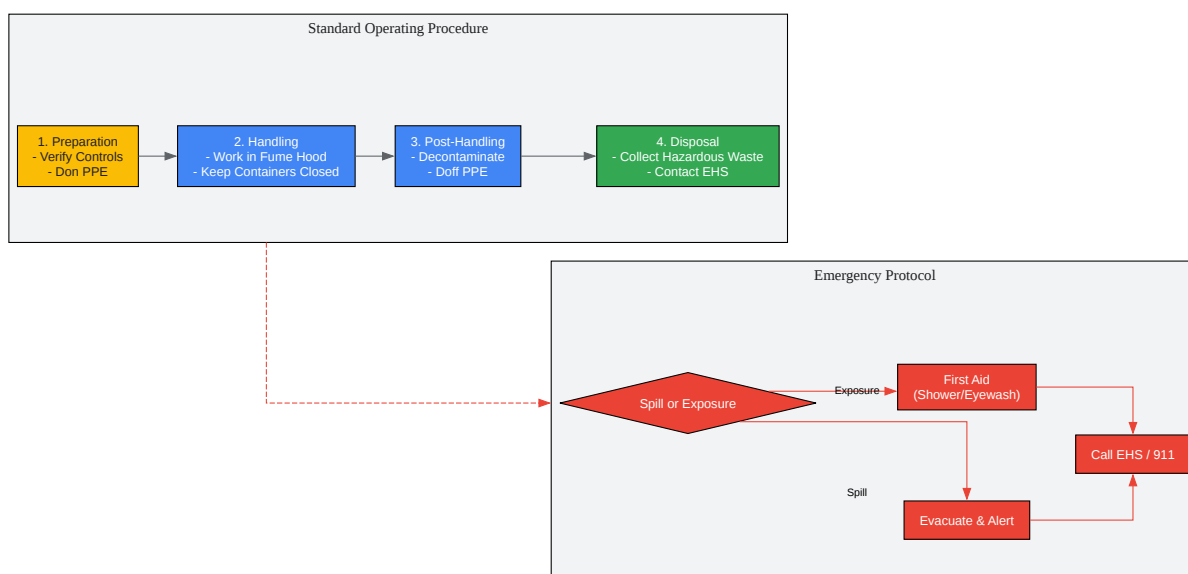 Standard Operating Procedure
1. Preparation
- Verify Controls
- Don PPE
2. Handling
- Work in Fume Hood
- Keep Containers Closed
3. Post-Handling
- Decontaminate
- Doff PPE
4. Disposal
- Collect Hazardous Waste
- Contact EHS
Emergency Protocol
Spill or Exposure
Exposure
First Aid
(Shower/Eyewash)
Call EHS / 911
Spill
Evacuate & Alert